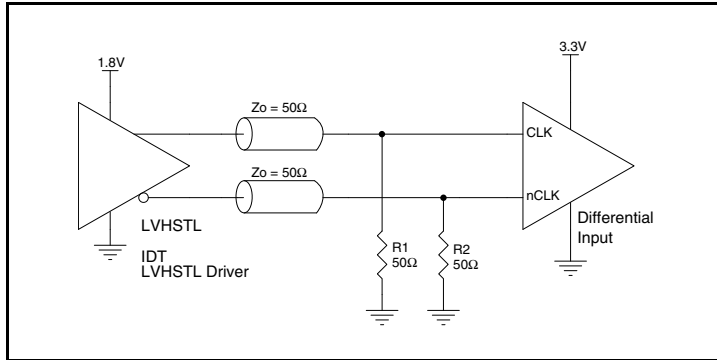 1.8V
3.3V
Zo = 50Ω
CLK
Zo = 50Ω
nCLK
LVHSTL
IDT
LVHSTL Driver
R1
50Ω
R2
50Ω
Differential
Input